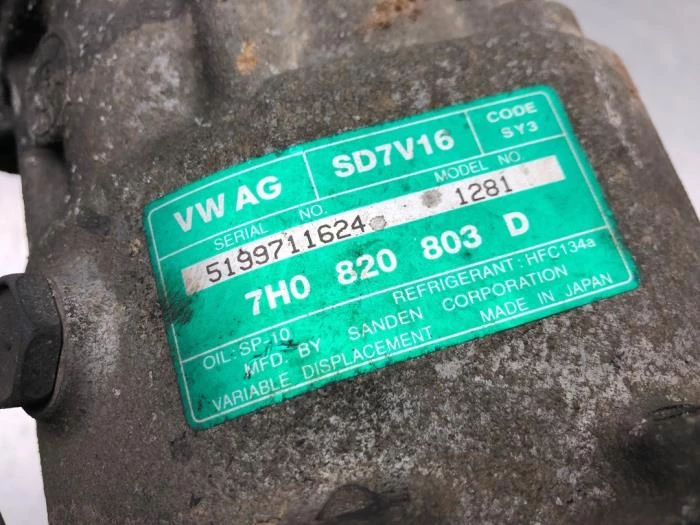 VW AG SD7V16 CODE SY3
SERIAL NO. MODEL NO.
5199711624 1281
7H0 820 803 D
OIL: SP-10 REFRIGERANT: HFC134a
MFD. BY SANDEN CORPORATION
VARIABLE DISPLACEMENT MADE IN JAPAN